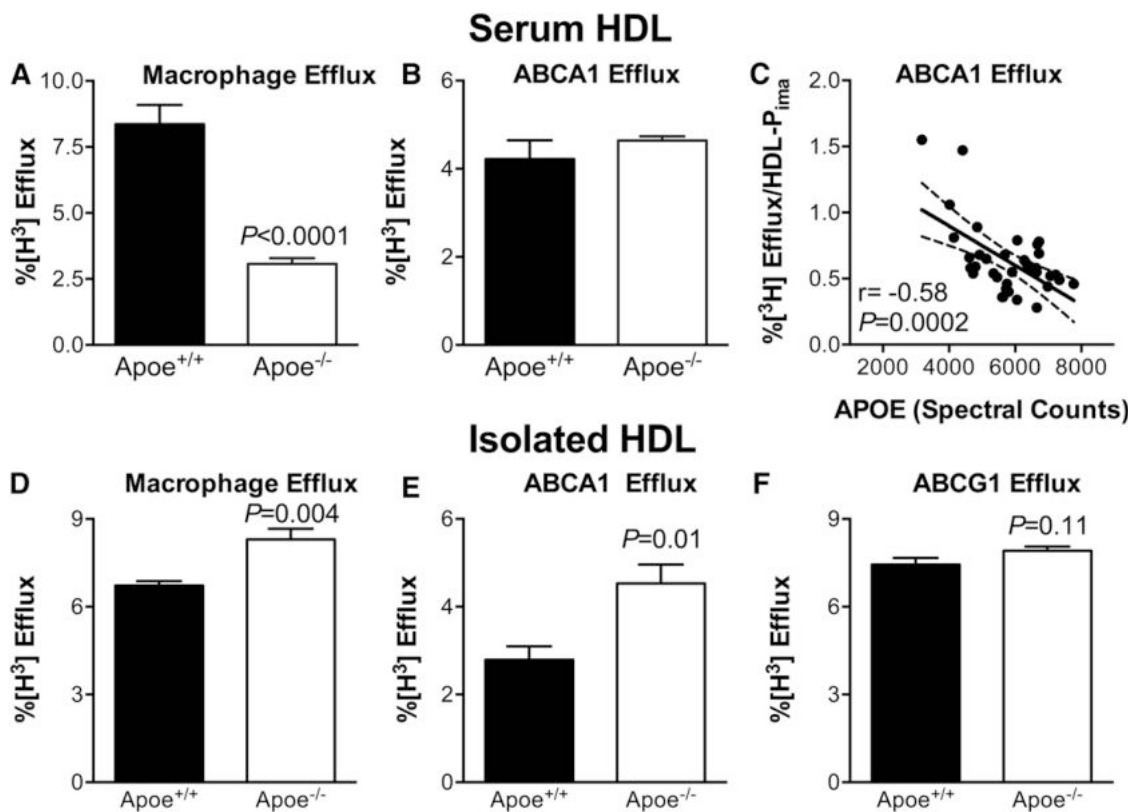 Serum HDL
A Macrophage Efflux
10.0
7.5
5.0
2.5
0.0
%[H³] Efflux
P<0.0001
Apoe+/+ Apoe-/-
B ABCA1 Efflux
6
4
2
0
%[H³] Efflux
Apoe+/+ Apoe-/-
C ABCA1 Efflux
2.0
1.5
1.0
0.5
0.0
%[³H] Efflux/HDL-Pima
r= -0.58
P=0.0002
2000 4000 6000 8000
APOE (Spectral Counts)
Isolated HDL
D Macrophage Efflux
9
6
3
0
%[H³] Efflux
P=0.004
Apoe+/+ Apoe-/-
E ABCA1 Efflux
6
4
2
0
%[H³] Efflux
P=0.01
Apoe+/+ Apoe-/-
F ABCG1 Efflux
9
6
3
0
%[H³] Efflux
P=0.11
Apoe+/+ Apoe-/-